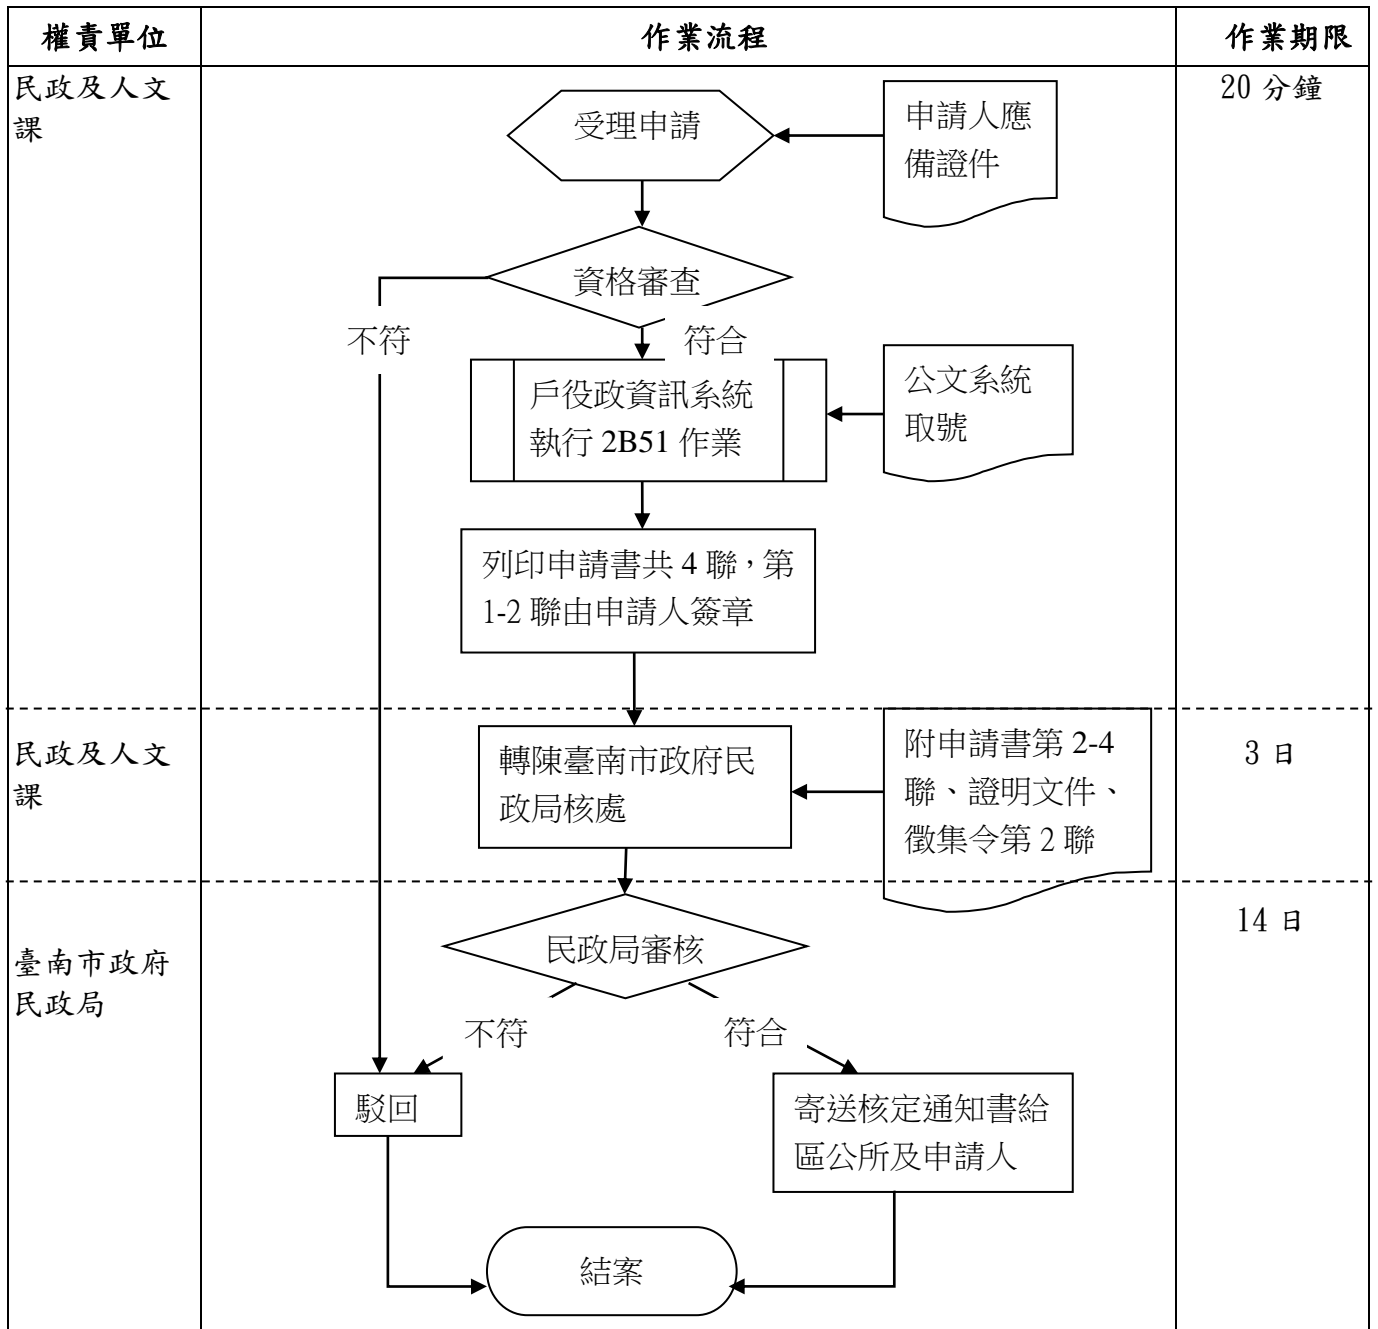 權責單位
作業流程
作業期限
民政及人文
課
20 分鐘
受理申請
申請人應
備證件
資格審查
不符
符合
戶役政資訊系統
執行 2B51 作業
公文系統
取號
列印申請書共 4 聯，第
1-2 聯由申請人簽章
民政及人文
課
轉陳臺南市政府民
政局核處
附申請書第 2-4
聯、證明文件、
徵集令第 2 聯
3 日
臺南市政府
民政局
民政局審核
14 日
不符
符合
駁回
寄送核定通知書給
區公所及申請人
結案